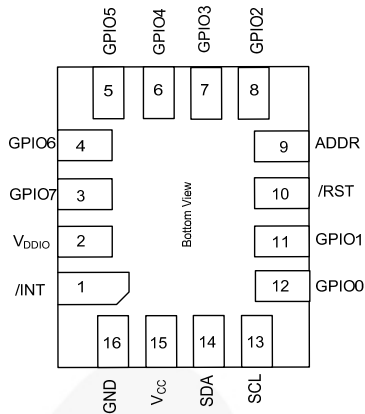 GPIO5 GPIO4 GPIO3 GPIO2
5 6 7 8
GPIO6 4 9 ADDR
GPIO7 3 10 /RST
VDDIO 2 11 GPIO1
/INT 1 12 GPIO0
Bottom View
16 15 14 13
GND VCC SDA SCL